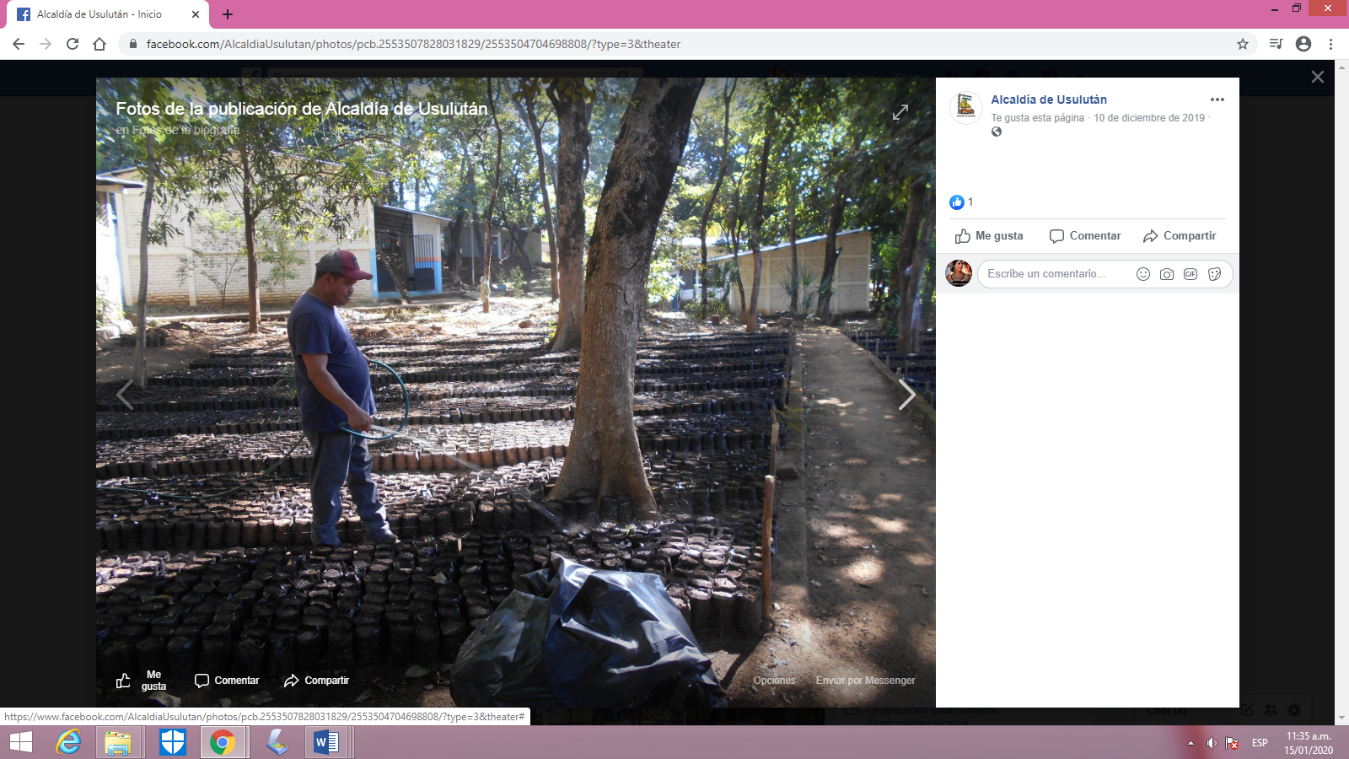 Alcaldía de Usulután - Inicio
facebook.com/AlcaldiaUsulutan/photos/pcb.2553507828031829/2553504704698808/?type=3&theater
Fotos de la publicación de Alcaldía de Usulután
en Fotos de la biografía
Alcaldía de Usulután
Te gusta esta página · 10 de diciembre de 2019 ·
1
Me gusta
Comentar
Compartir
Escribe un comentario...
GIF
Me
gusta
Comentar
Compartir
Opciones
Enviar por Messenger
Chat (2)
https://www.facebook.com/AlcaldiaUsulutan/photos/pcb.2553507828031829/2553504704698808/?type=3&theater#
ESP
11:35 a.m.
15/01/2020